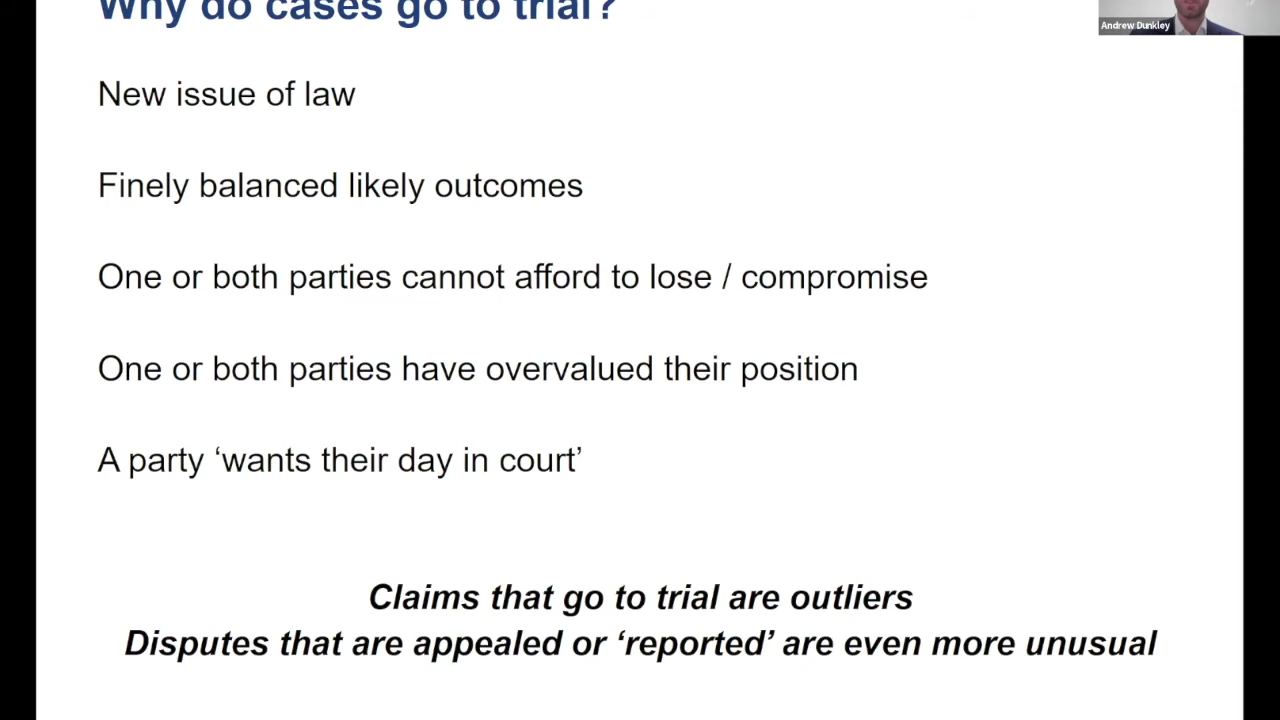 Why do cases go to trial?
Andrew Dunkley
New issue of law
Finely balanced likely outcomes
One or both parties cannot afford to lose / compromise
One or both parties have overvalued their position
A party ‘wants their day in court’
Claims that go to trial are outliers
Disputes that are appealed or ‘reported’ are even more unusual